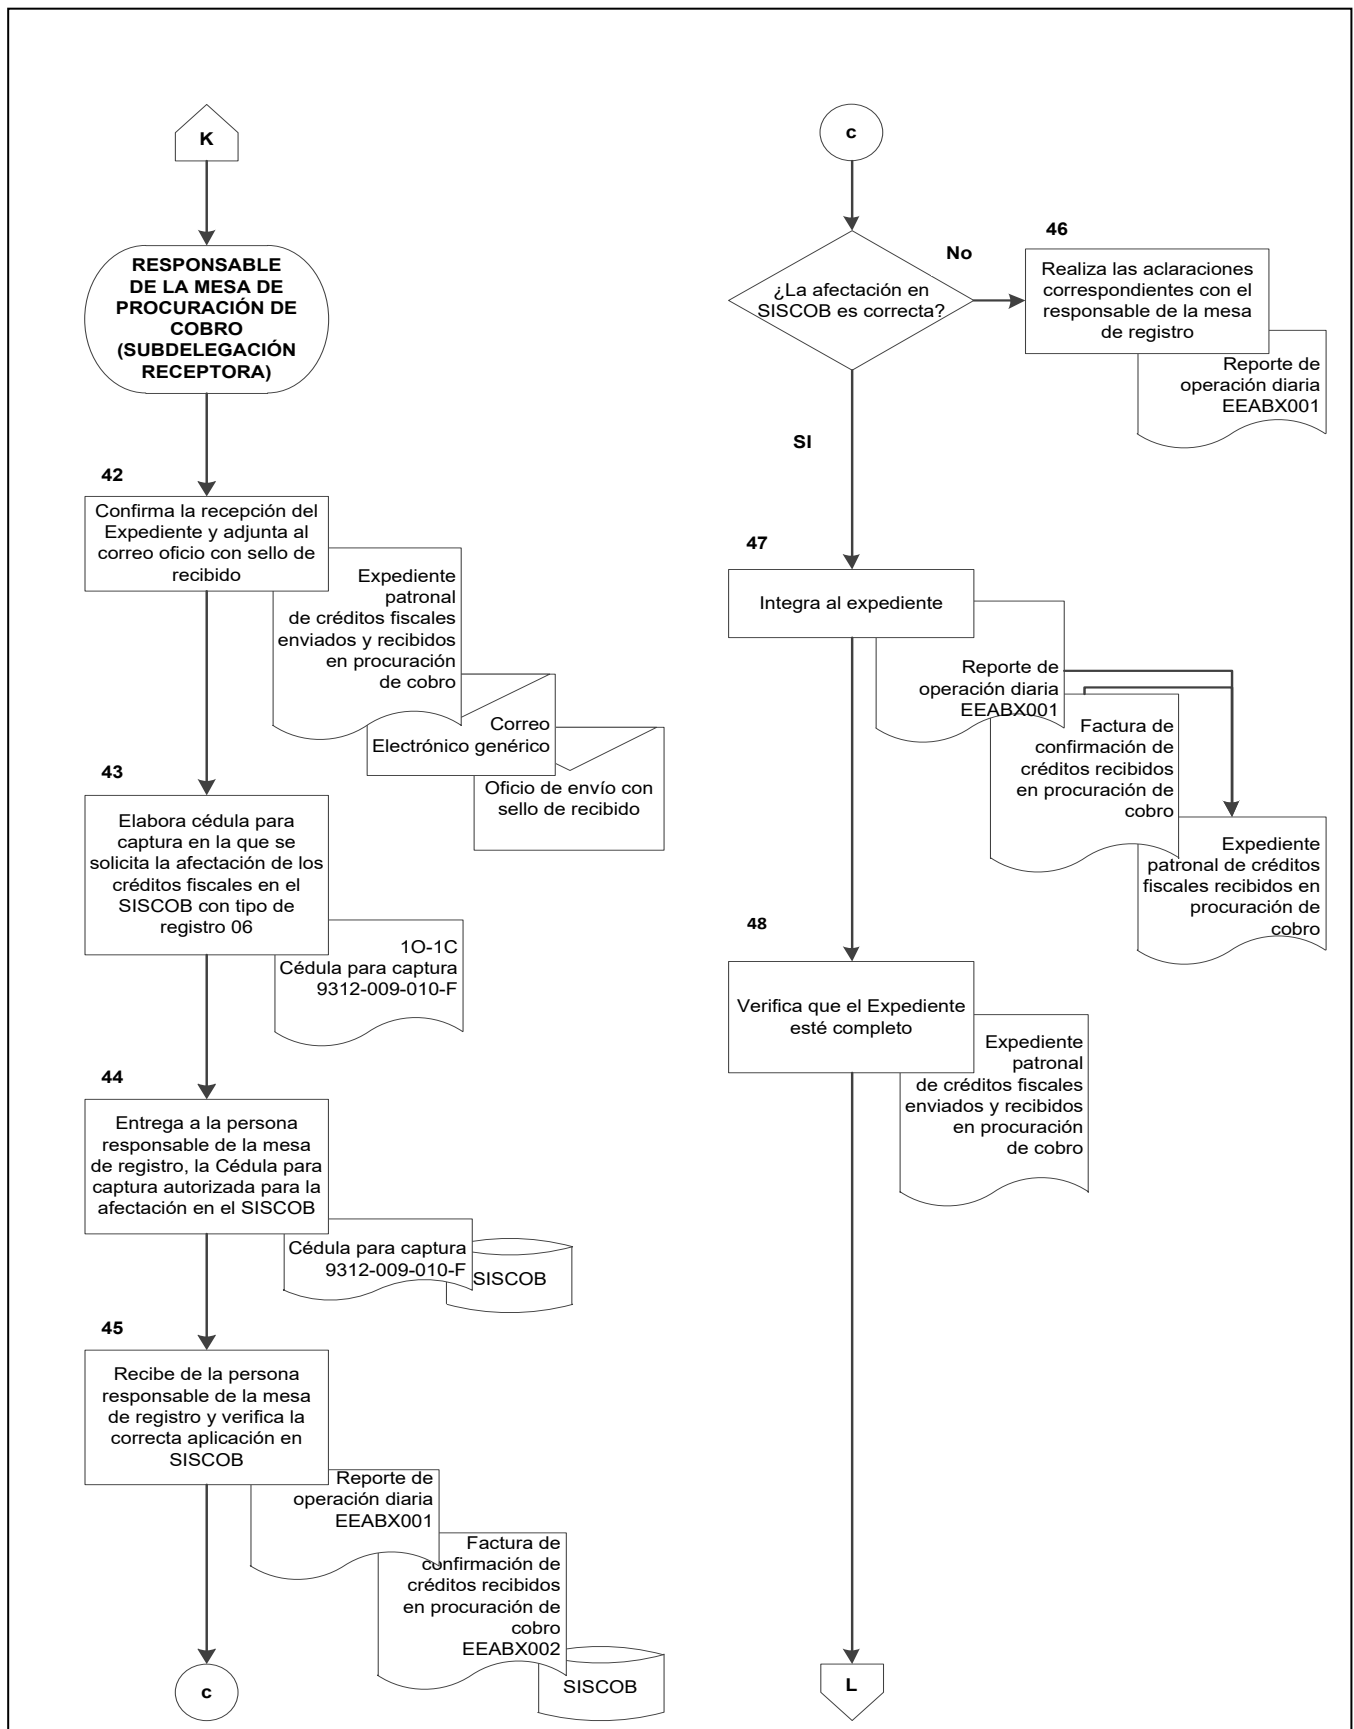 K
RESPONSABLE
DE LA MESA DE
PROCURACIÓN DE
COBRO
(SUBDELEGACIÓN
RECEPTORA)
42
Confirma la recepción del
Expediente y adjunta al
correo oficio con sello de
recibido
Expediente
patronal
de créditos fiscales
enviados y recibidos
en procuración
de cobro
Correo
Electrónico genérico
Oficio de envío con
sello de recibido
43
Elabora cédula para
captura en la que se
solicita la afectación de los
créditos fiscales en el
SISCOB con tipo de
registro 06
1O-1C
Cédula para captura
9312-009-010-F
44
Entrega a la persona
responsable de la mesa
de registro, la Cédula para
captura autorizada para la
afectación en el SISCOB
Cédula para captura
9312-009-010-F
SISCOB
45
Recibe de la persona
responsable de la mesa
de registro y verifica la
correcta aplicación en
SISCOB
Reporte de
operación diaria
EEABX001
Factura de
confirmación de
créditos recibidos
en procuración de
cobro
EEABX002
SISCOB
c
c
¿La afectación en
SISCOB es correcta?
No
46
Realiza las aclaraciones
correspondientes con el
responsable de la mesa
de registro
Reporte de
operación diaria
EEABX001
SI
47
Integra al expediente
Reporte de
operación diaria
EEABX001
Factura de
confirmación de
créditos recibidos
en procuración de
cobro
Expediente
patronal de créditos
fiscales recibidos en
procuración de
cobro
48
Verifica que el Expediente
esté completo
Expediente
patronal
de créditos fiscales
enviados y recibidos
en procuración
de cobro
L